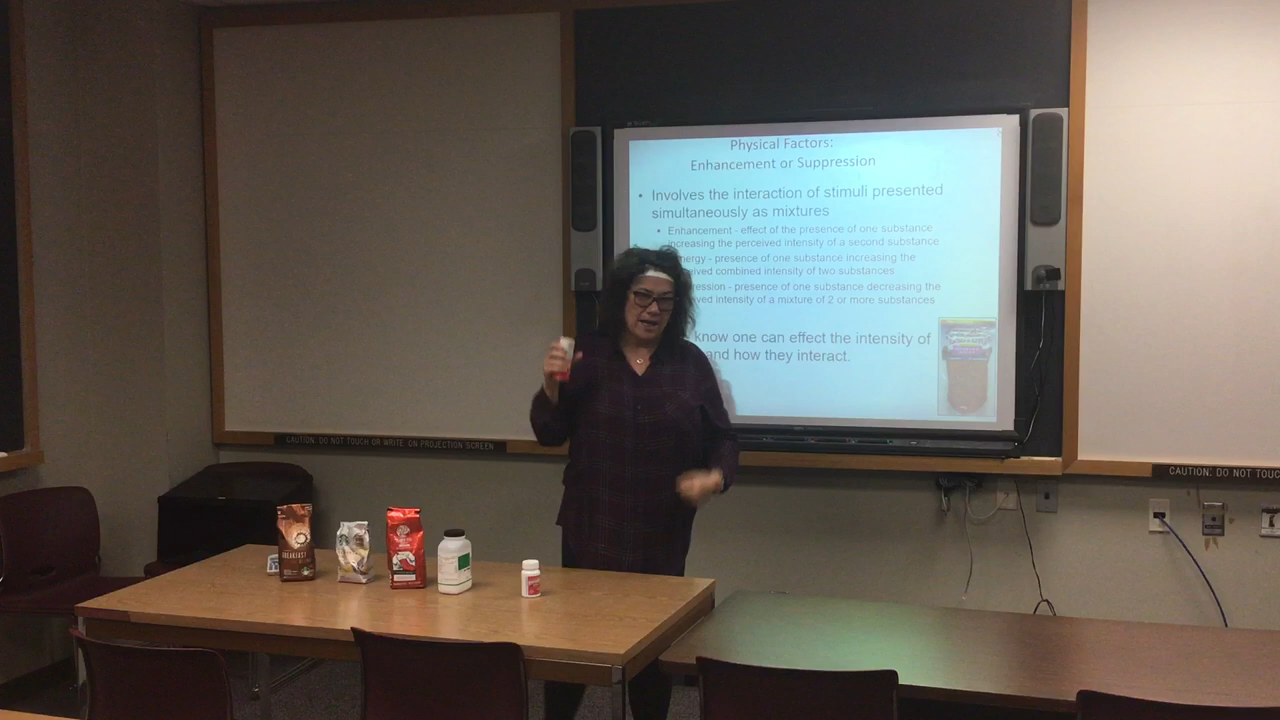 Physical Factors:
Enhancement or Suppression
• Involves the interaction of stimuli presented
simultaneously as mixtures
• Enhancement - effect of the presence of one substance
increasing the perceived intensity of a second substance
nergy - presence of one substance increasing the
eived combined intensity of two substances
ression - presence of one substance decreasing the
ved intensity of a mixture of 2 or more substances
know one can effect the intensity of
and how they interact.
CAUTION: DO NOT TOUCH OR WRITE ON PROJECTION SCREEN
CAUTION: DO NOT TOUC
BREAKFAST